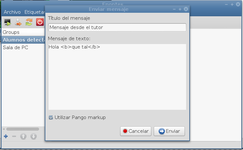 Enviar mensaje
Archivo Etiqueta
Título del mensaje
Mensaje desde el tutor
Groups
Alumnos defect
Sala de PC
Mensaje de texto:
Hola <b>que tal</b>
Utilizar Pango markup
Cancelar
Enviar